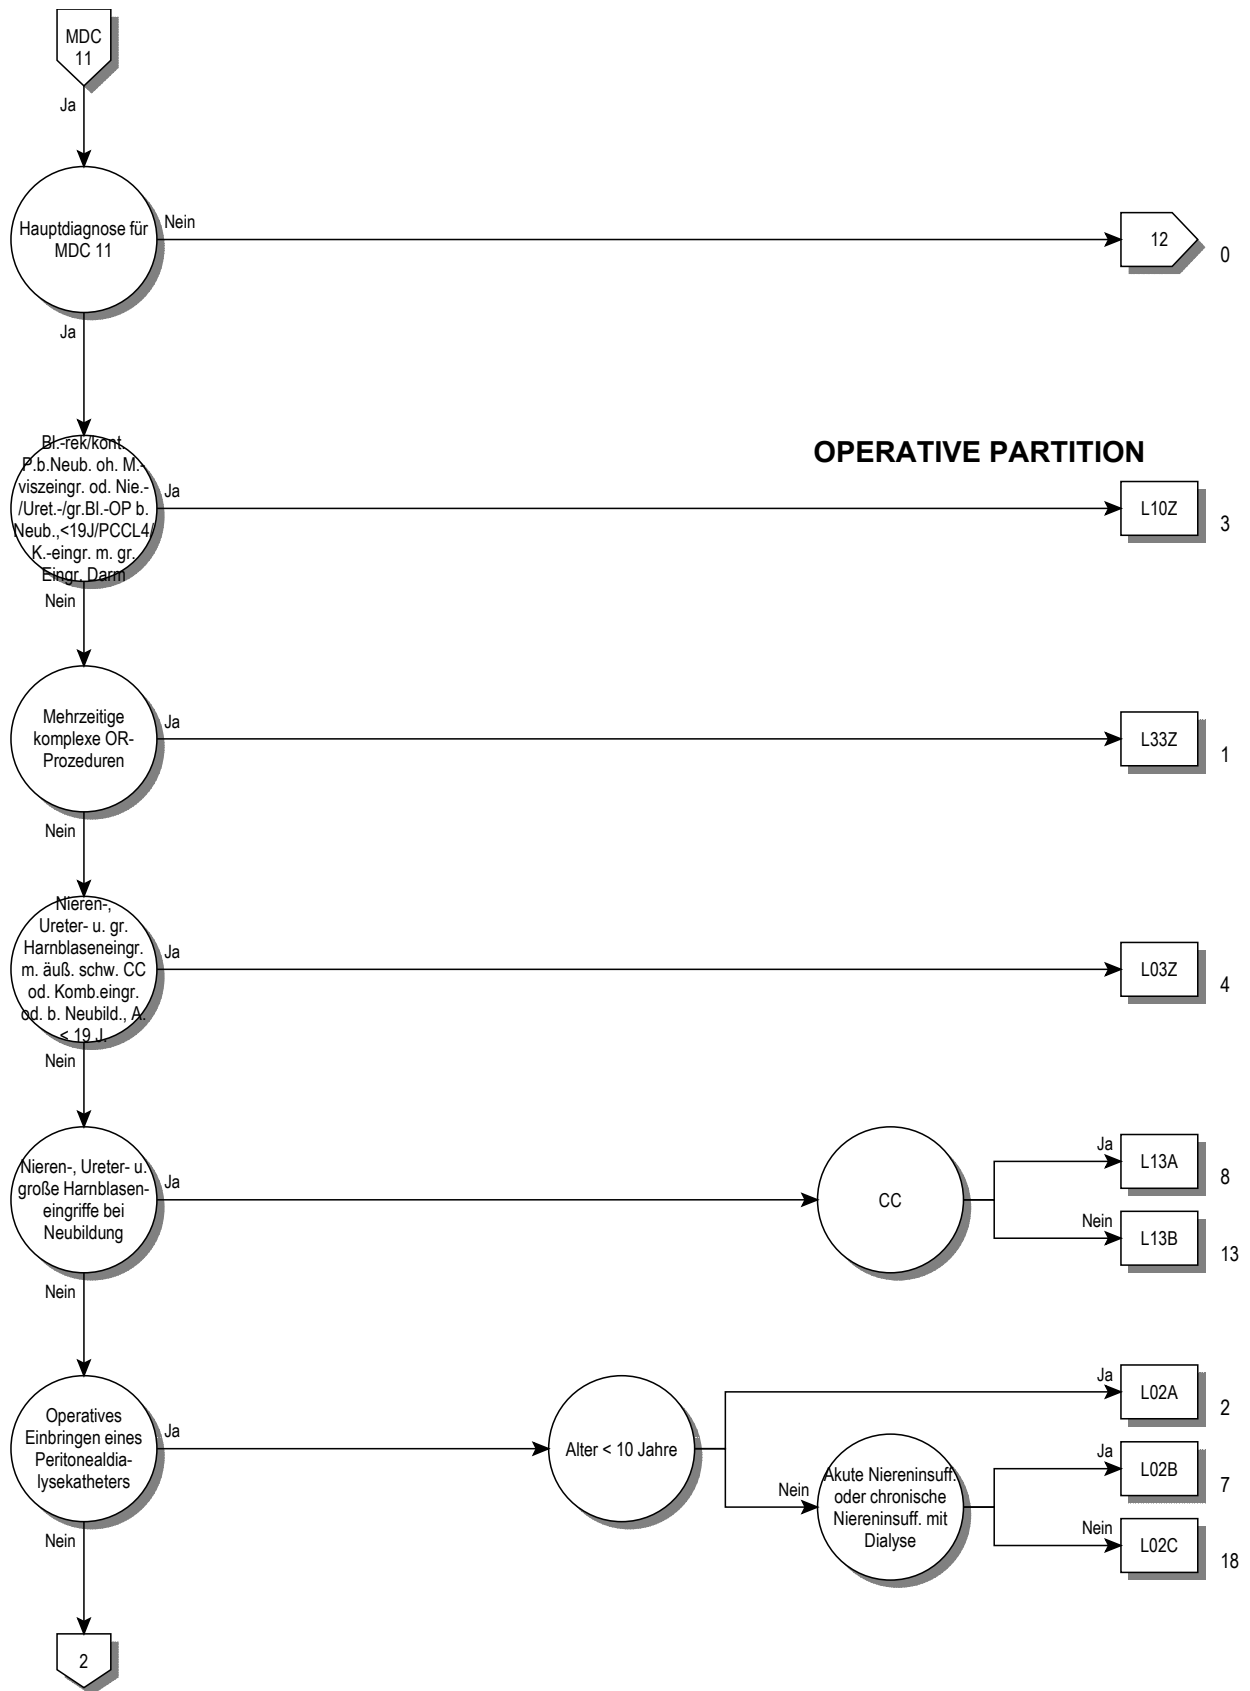 MDC
11
Ja
Hauptdiagnose für
MDC 11
Nein
12
0
Ja
OPERATIVE PARTITION
Bl.-rek/kont.
P.b.Neub. oh. M.-
viszeingr. od. Nie.-
/Uret.-/gr.Bl.-OP b.
Neub.,<19J/PCCL4/
K.-eingr. m. gr.
Eingr. Darm
Ja
L10Z
3
Nein
Mehrzeitige
komplexe OR-
Prozeduren
Ja
L33Z
1
Nein
Nieren-,
Ureter- u. gr.
Harnblaseneingr.
m. äuß. schw. CC
od. Komb.eingr.
od. b. Neubild., A.
< 19 J.
Ja
L03Z
4
Nein
Nieren-, Ureter- u.
große Harnblasen-
eingriffe bei
Neubildung
Ja
CC
Ja
L13A
8
Nein
L13B
13
Nein
Operatives
Einbringen eines
Peritonealdia-
lysekatheters
Ja
Alter < 10 Jahre
Ja
L02A
2
Nein
Akute Niereninsuff.
oder chronische
Niereninsuff. mit
Dialyse
Ja
L02B
7
Nein
L02C
18
Nein
2